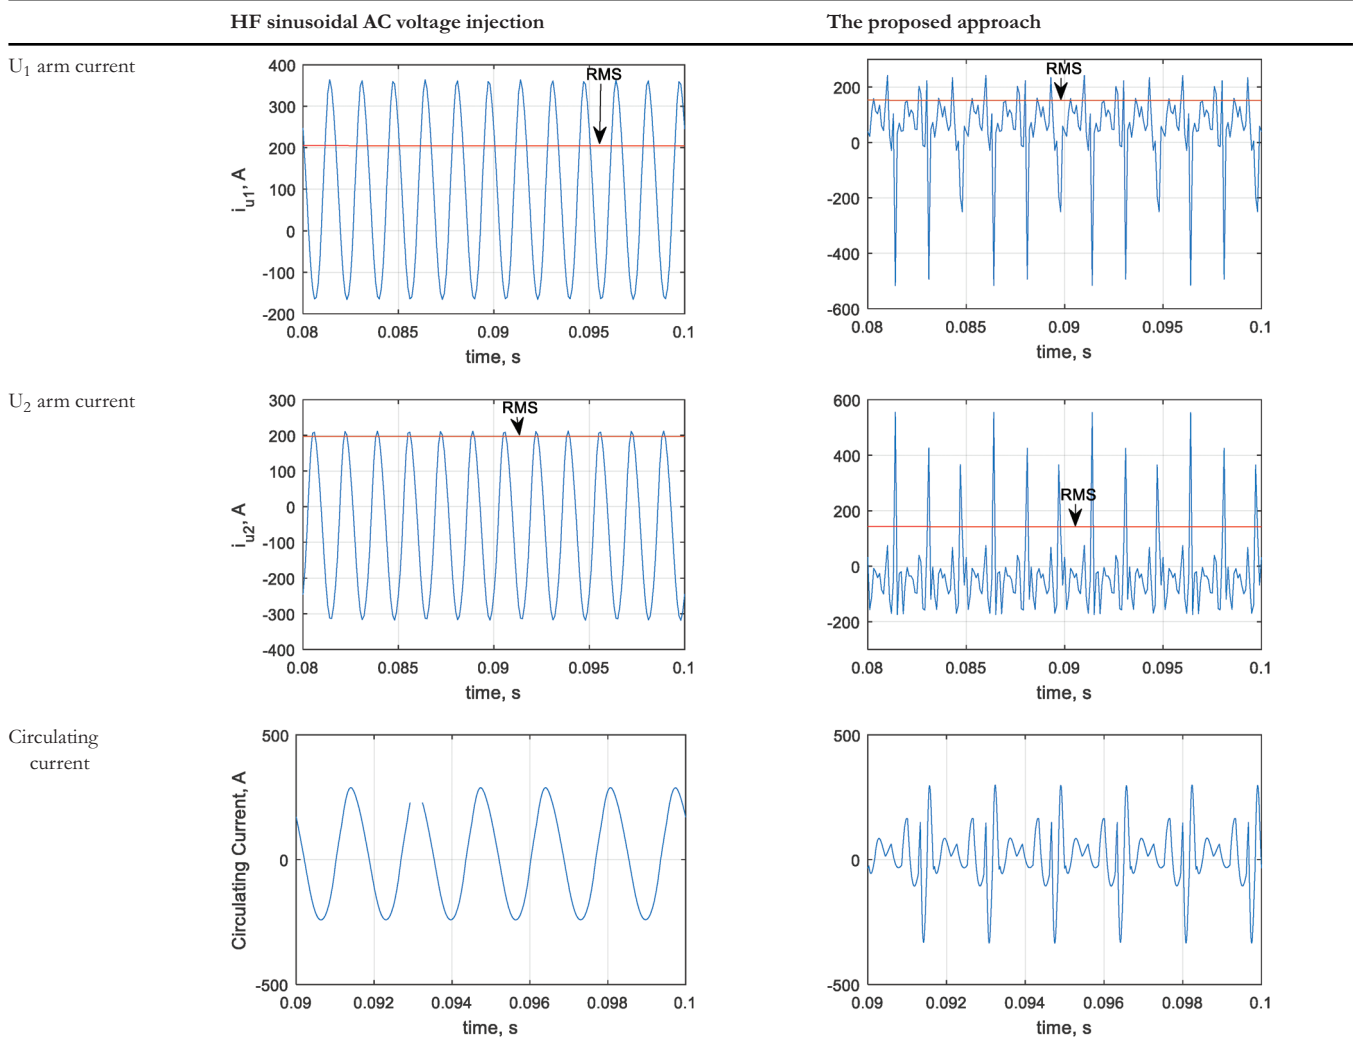 HF sinusoidal AC voltage injection The proposed approach
U1 arm current
400
300
200
100
0
-100
-200
iu1, A
RMS
0.08 0.085 0.09 0.095 0.1
time, s
200
0
-200
-400
-600
RMS
0.08 0.085 0.09 0.095 0.1
time, s
U2 arm current
300
200
100
0
-100
-200
-300
-400
iu2, A
RMS
0.08 0.085 0.09 0.095 0.1
time, s
600
400
200
0
-200
RMS
0.08 0.085 0.09 0.095 0.1
time, s
Circulating
current
500
0
-500
Circulating Current, A
0.09 0.092 0.094 0.096 0.098 0.1
time, s
500
0
-500
0.09 0.092 0.094 0.096 0.098 0.1
time, s